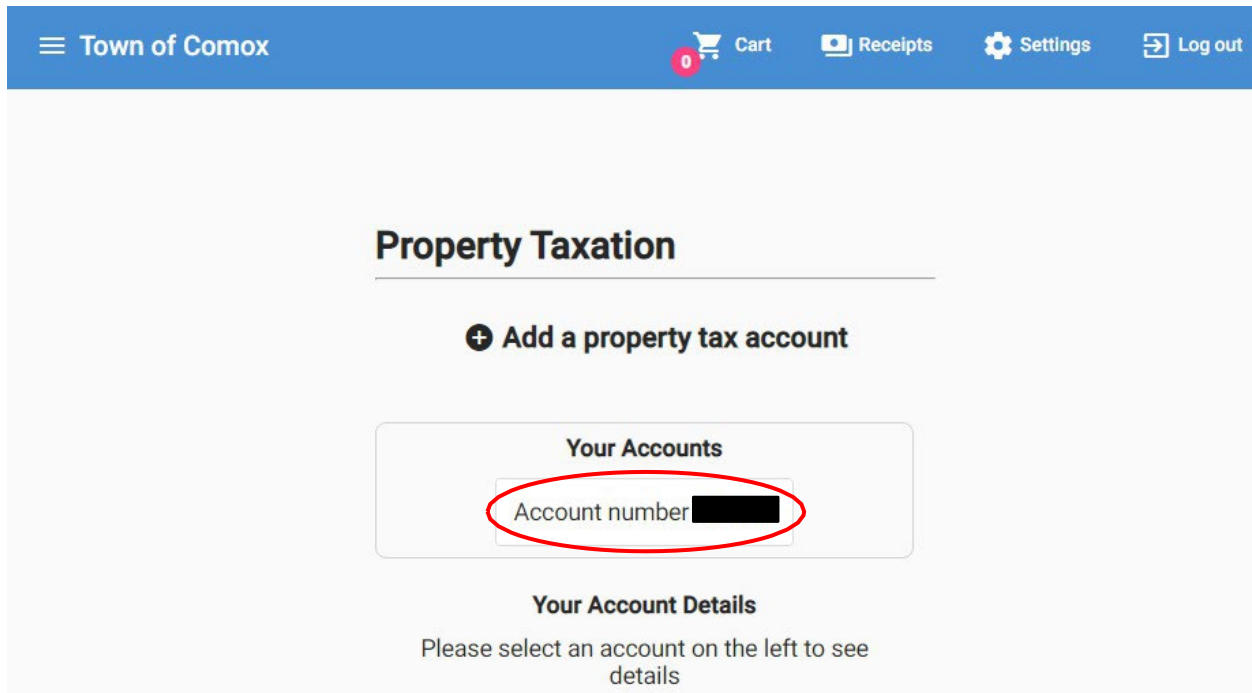 Town of Comox
0 Cart
Receipts
Settings
Log out
Property Taxation
Add a property tax account
Your Accounts
Account number
Your Account Details
Please select an account on the left to see
details